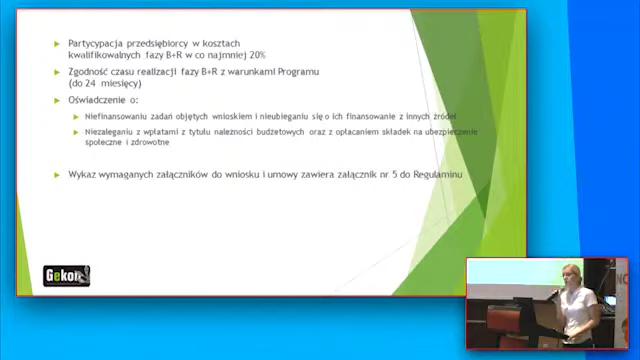 Partycypacja przedsiębiorcy w kosztach
kwalifikowalnych fazy B+R w co najmniej 20%
Zgodność czasu realizacji fazy B+R z warunkami Programu
(do 24 miesięcy)
Oświadczenie o:
Niefinansowaniu zadań objętych wnioskiem i nieubieganiu się o ich finansowanie z innych źródeł
Niezaleganiu z wpłatami z tytułu należności budżetowych oraz z opłacaniem składek na ubezpieczenie
społeczne i zdrowotne
Wykaz wymaganych załączników do wniosku i umowy zawiera załącznik nr 5 do Regulaminu
Gekon